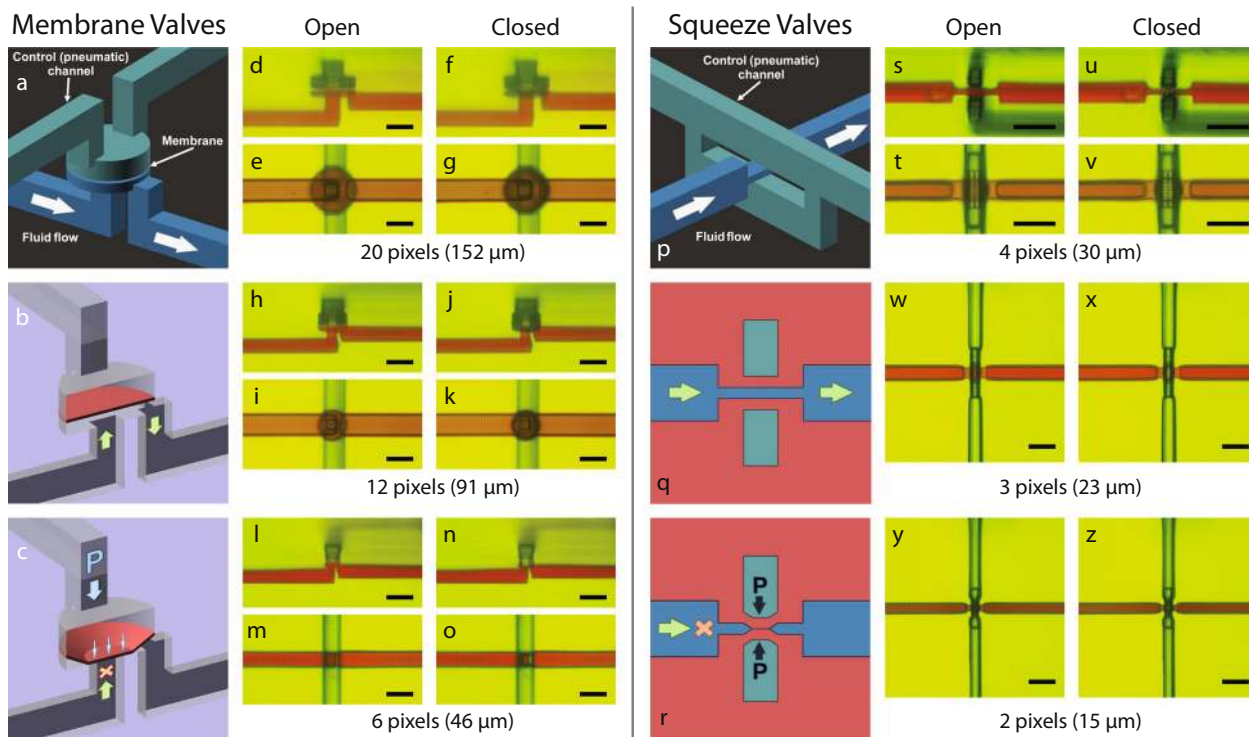 Membrane Valves
Open
Closed
Squeeze Valves
Open
Closed
a
Control (pneumatic)
channel
Membrane
Fluid flow
d
f
e
g
20 pixels (152 µm)
b
h
j
i
k
12 pixels (91 µm)
c
P
l
n
m
o
6 pixels (46 µm)
Control (pneumatic)
channel
Fluid flow
p
s
u
t
v
4 pixels (30 µm)
q
w
x
3 pixels (23 µm)
P
P
r
y
z
2 pixels (15 µm)